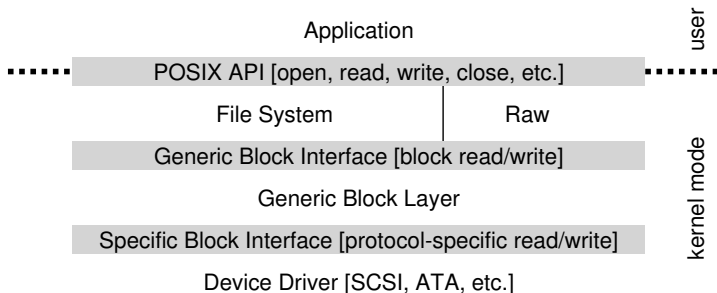 Application
user
POSIX API [open, read, write, close, etc.]
File System
Raw
Generic Block Interface [block read/write]
Generic Block Layer
kernel mode
Specific Block Interface [protocol-specific read/write]
Device Driver [SCSI, ATA, etc.]